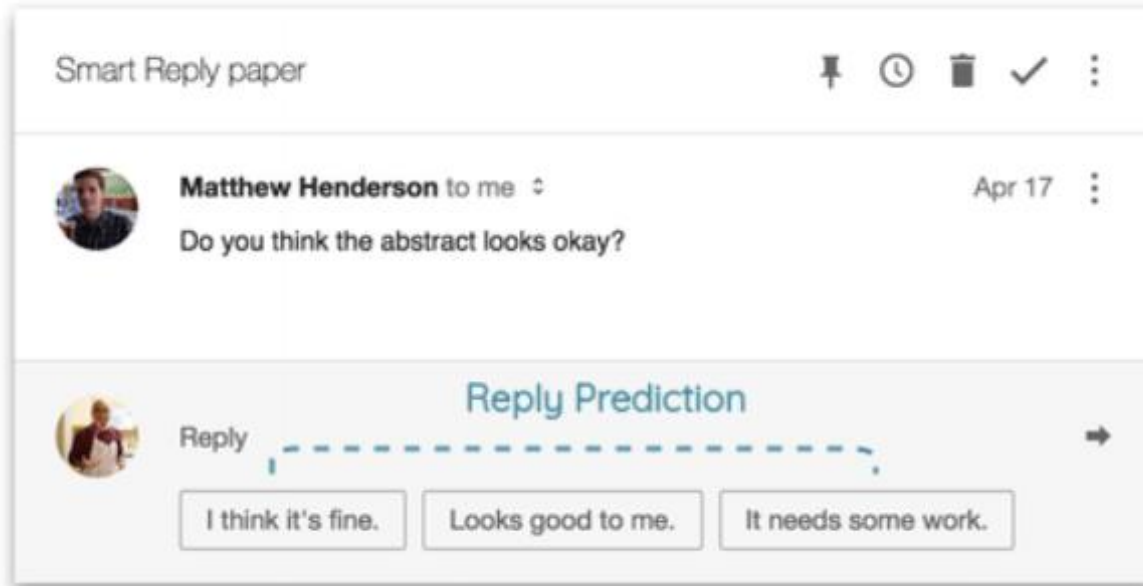 Smart Reply paper
Matthew Henderson to me
Apr 17
Do you think the abstract looks okay?
Reply Prediction
Reply
I think it's fine.
Looks good to me.
It needs some work.